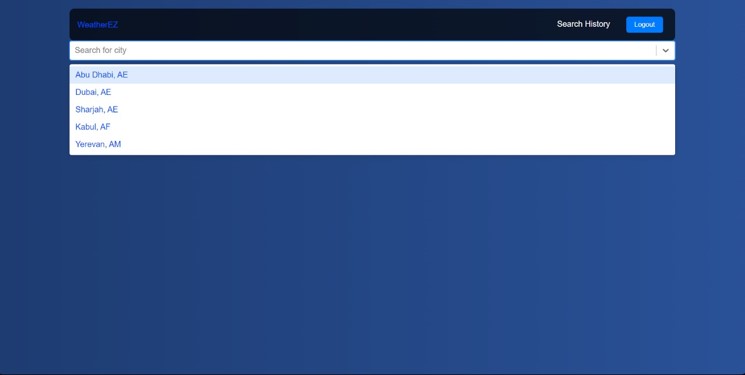 WeatherEZ
Search History
Logout
Search for city
Abu Dhabi, AE
Dubai, AE
Sharjah, AE
Kabul, AF
Yerevan, AM